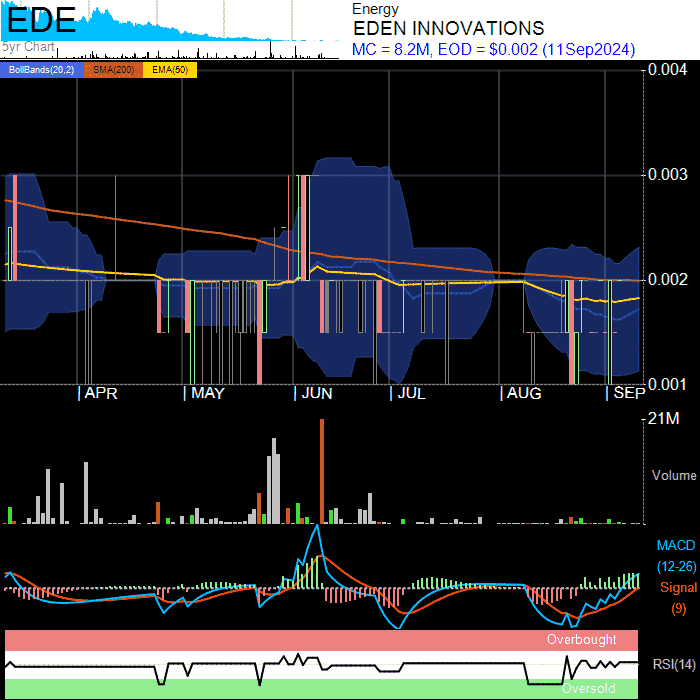 EDE
5yr Chart
Energy
EDEN INNOVATIONS
MC = 8.2M, EOD = $0.002 (11Sep2024)
BollBands(20,2) SMA(200) EMA(50)
0.004
0.003
0.002
0.001
APR MAY JUN JUL AUG SEP
21M
Volume
MACD
(12-26)
Signal
(9)
Overbought
RSI(14)
Oversold